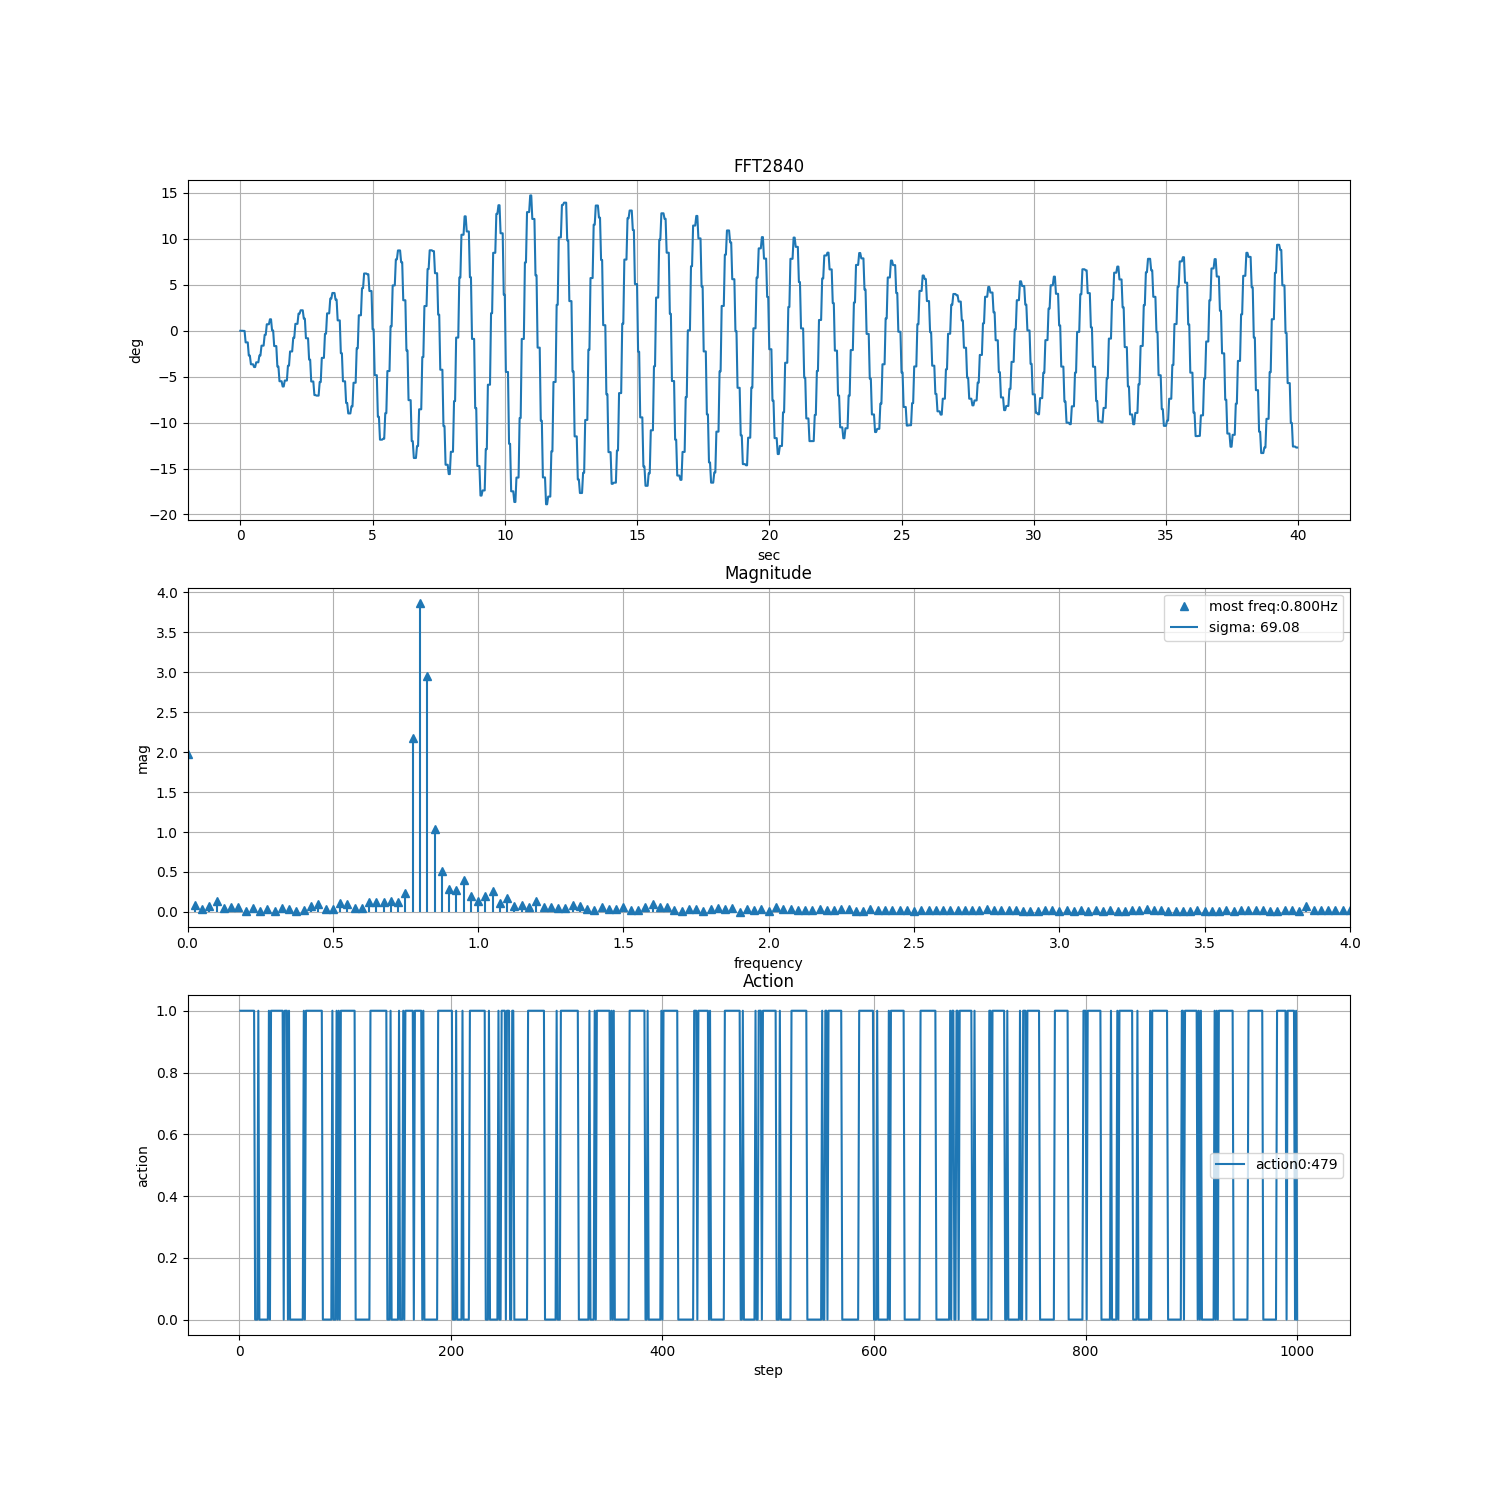 FFT2840
15
10
5
0
−5
−10
−15
−20
deg
0 5 10 15 20 25 30 35 40
sec
Magnitude
4.0
3.5
3.0
2.5
2.0
1.5
1.0
0.5
0.0
mag
most freq:0.800Hz
sigma: 69.08
0.0 0.5 1.0 1.5 2.0 2.5 3.0 3.5 4.0
frequency
Action
1.0
0.8
0.6
0.4
0.2
0.0
action
action0:479
0 200 400 600 800 1000
step